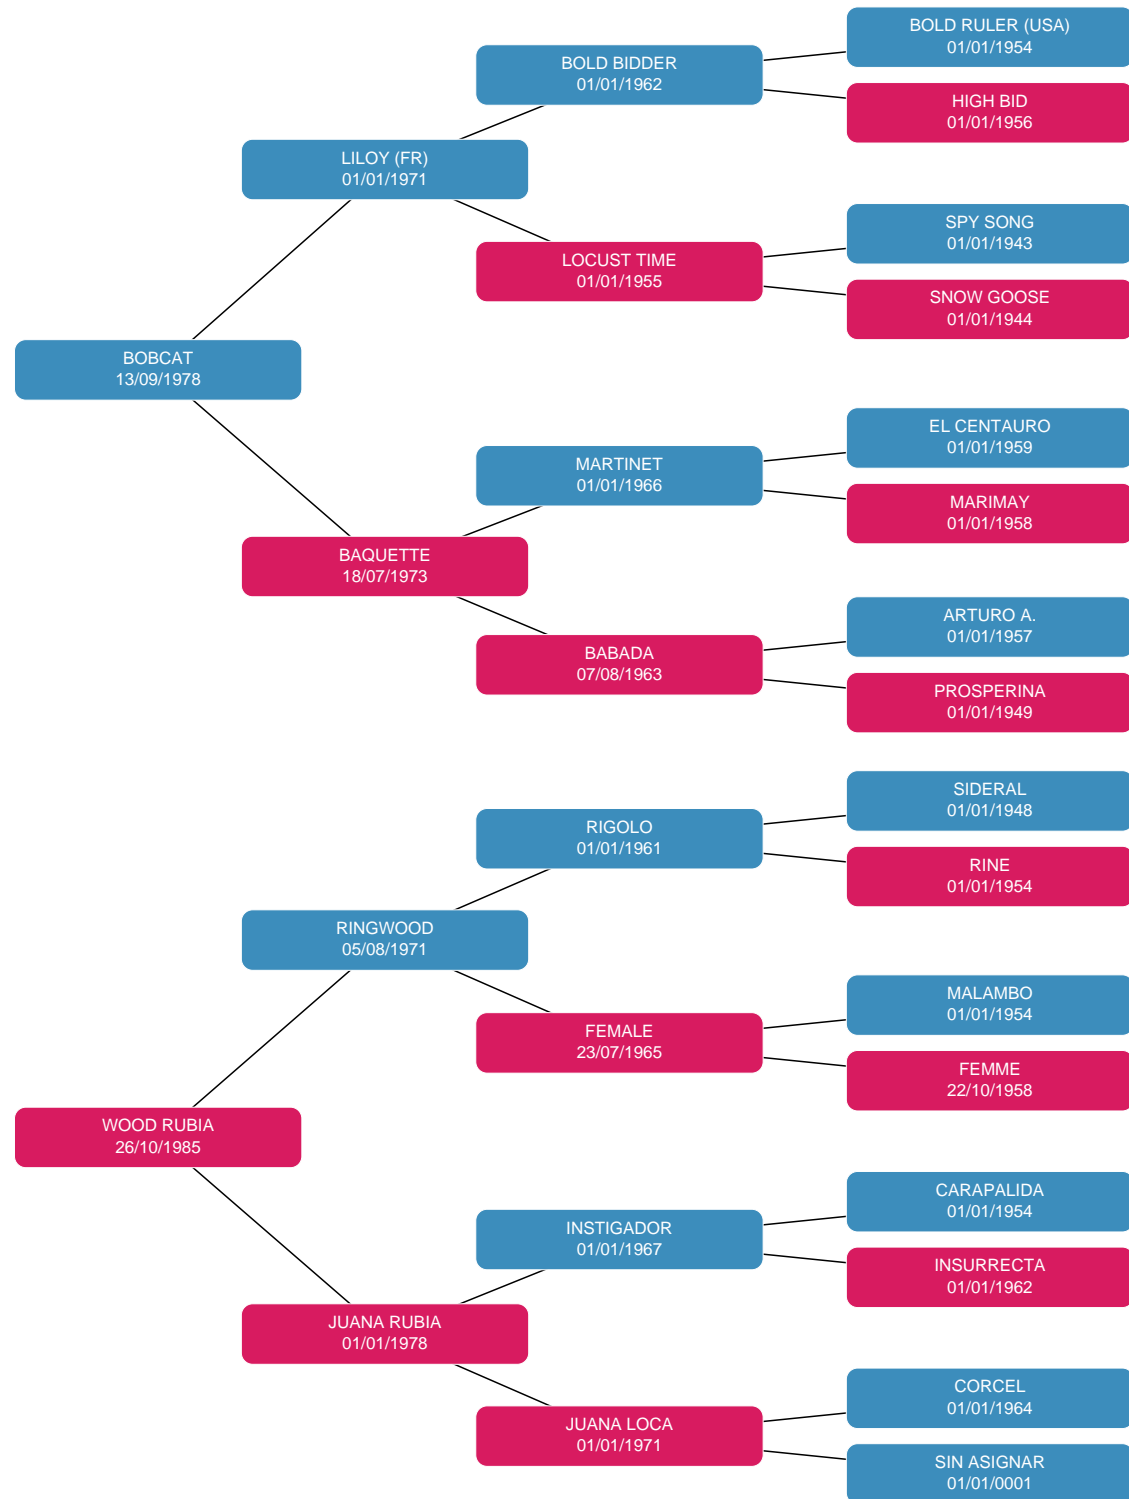 BOLD RULER (USA)
01/01/1954
BOLD BIDDER
01/01/1962
HIGH BID
01/01/1956
LILOY (FR)
01/01/1971
SPY SONG
01/01/1943
LOCUST TIME
01/01/1955
SNOW GOOSE
01/01/1944
BOBCAT
13/09/1978
EL CENTAURO
01/01/1959
MARTINET
01/01/1966
MARIMAY
01/01/1958
BAQUETTE
18/07/1973
ARTURO A.
01/01/1957
BABADA
07/08/1963
PROSPERINA
01/01/1949
SIDERAL
01/01/1948
RIGOLO
01/01/1961
RINE
01/01/1954
RINGWOOD
05/08/1971
MALAMBO
01/01/1954
FEMALE
23/07/1965
FEMME
22/10/1958
WOOD RUBIA
26/10/1985
CARAPALIDA
01/01/1954
INSTIGADOR
01/01/1967
INSURRECTA
01/01/1962
JUANA RUBIA
01/01/1978
CORCEL
01/01/1964
JUANA LOCA
01/01/1971
SIN ASIGNAR
01/01/0001